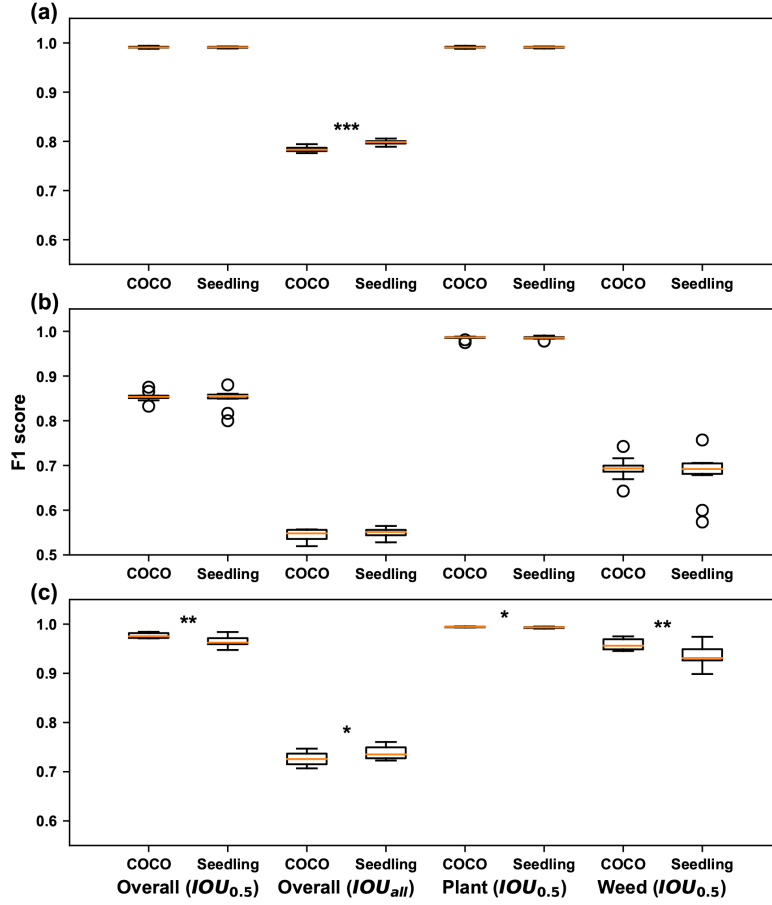 (a)
1.0
0.9
0.8
0.7
0.6
***
COCO Seedling COCO Seedling COCO Seedling COCO Seedling
(b)
F1 score
1.0
0.9
0.8
0.7
0.6
0.5
COCO Seedling COCO Seedling COCO Seedling COCO Seedling
(c)
1.0
0.9
0.8
0.7
0.6
** * * **
COCO Seedling COCO Seedling COCO Seedling COCO Seedling
Overall (IOU0.5) Overall (IOUall) Plant (IOU0.5) Weed (IOU0.5)